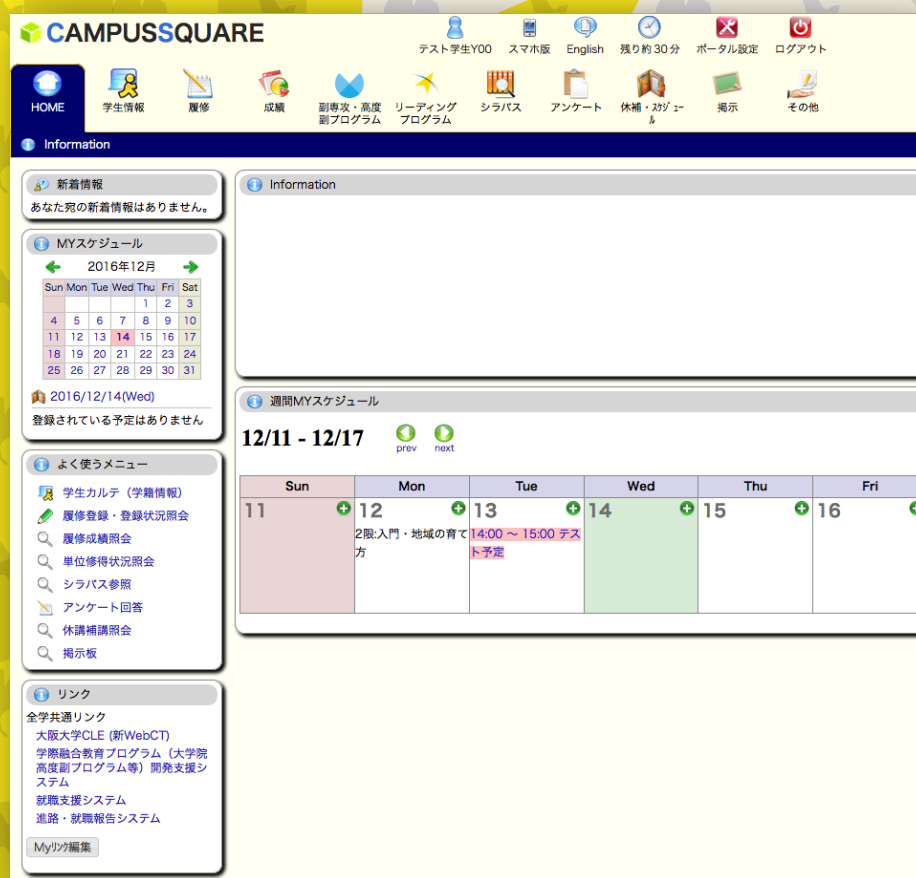 CAMPUSSQUARE
テスト学生Y00 スマホ版 English 残り約 30 分 ポータル設定 ログアウト
HOME 学生情報 履修 成績 副専攻・高度副プログラム リーディングプログラム シラバス アンケート 休補・スケジュール 掲示 その他
Information
新着情報
あなた宛の新着情報はありません。
MYスケジュール
2016年12月
Sun Mon Tue Wed Thu Fri Sat
1 2 3
4 5 6 7 8 9 10
11 12 13 14 15 16 17
18 19 20 21 22 23 24
25 26 27 28 29 30 31
2016/12/14(Wed)
登録されている予定はありません
よく使うメニュー
学生カルテ（学籍情報）
履修登録・登録状況照会
履修成績照会
単位修得状況照会
シラバス参照
アンケート回答
休講補講照会
掲示板
リンク
全学共通リンク
大阪大学CLE (新WebCT)
学際融合教育プログラム（大学院
高度副プログラム等）開発支援シ
ステム
就職支援システム
進路・就職報告システム
Myリンク編集
Information
週間MYスケジュール
12/11 - 12/17
prev next
Sun Mon Tue Wed Thu Fri
11 12 13 14 15 16
2限:入門・地域の育て
方
14:00 ～ 15:00 テス
ト予定